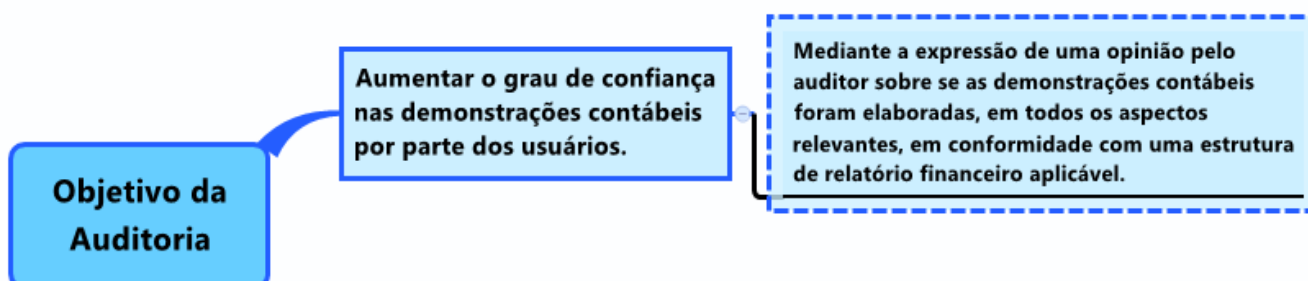 Objetivo da
Auditoria
Aumentar o grau de confiança
nas demonstrações contábeis
por parte dos usuários.
Mediante a expressão de uma opinião pelo
auditor sobre se as demonstrações contábeis
foram elaboradas, em todos os aspectos
relevantes, em conformidade com uma estrutura
de relatório financeiro aplicável.